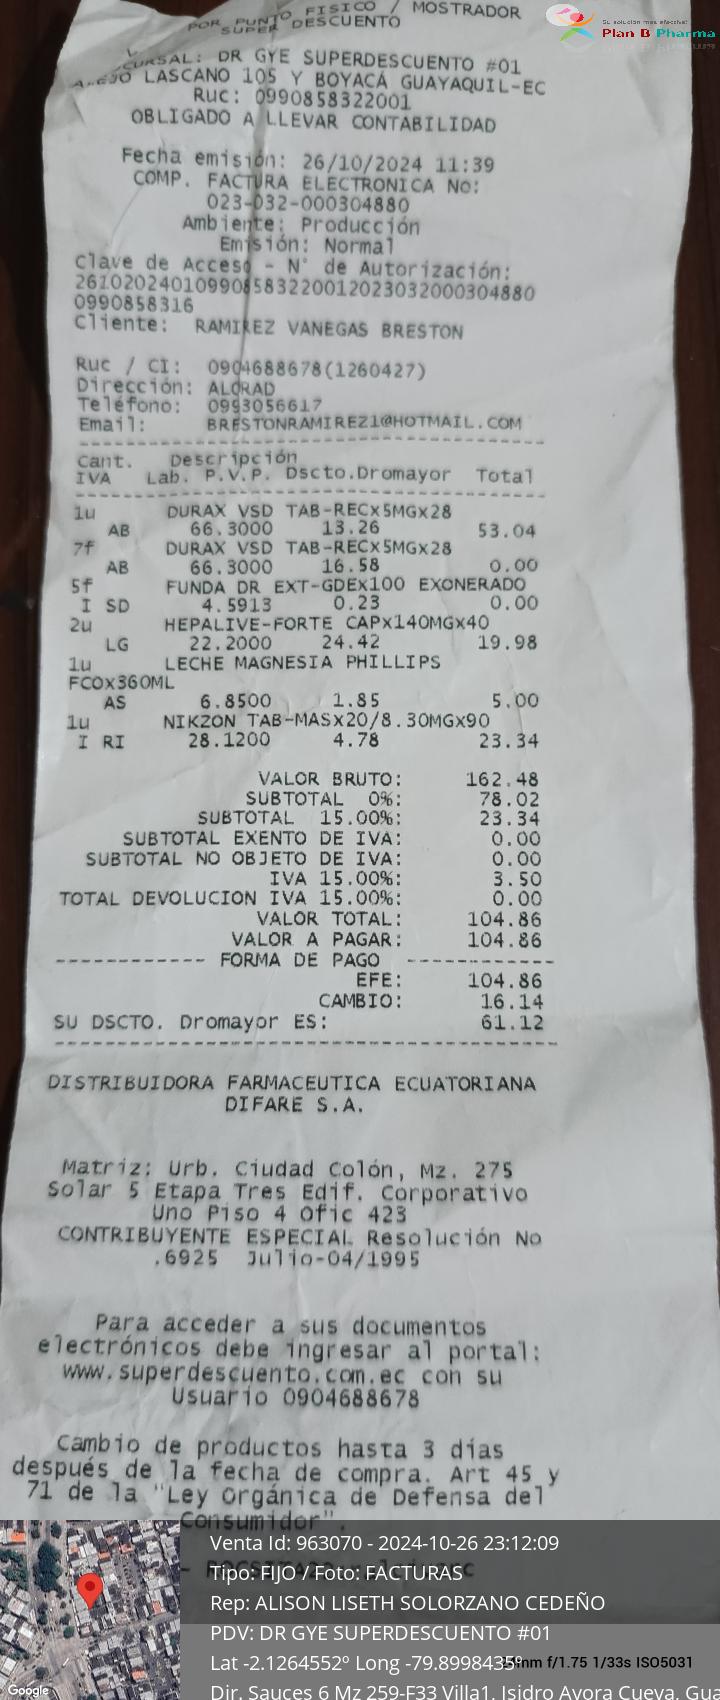 POR PUNTO FISICO / MOSTRADOR
SUPER DESCUENTO
Su solucion mas efectiva!
Plan B Pharma
DR GYE SUPERDESCUENTO #01
LASCANO 105 Y BOYACÁ GUAYAQUIL-EC
Ruc: 0990858322001
OBLIGADO A LLEVAR CONTABILIDAD
Fecha emisión: 26/10/2024 11:39
COMP. FACTURA ELECTRONICA No:
023-032-000304880
Ambiente: Producción
Emisión: Normal
Clave de Acceso - N° de Autorización:
261020240109908583220012023032000304880
0990858316
Cliente: RAMIREZ VANEGAS BRESTON
Ruc / CI: 0904688678(1260427)
Dirección: ALORAD
Teléfono: 0993056617
Email: BRESTONRAMIREZ1@HOTMAIL.COM
Cant. Descripción
IVA Lab. P.V.P. Dscto.Dromayor Total
1u DURAX VSD TAB-RECx5MGx28
AB 66.3000 13.26 53.04
7f DURAX VSD TAB-RECx5MGx28
AB 66.3000 16.58 0.00
5f FUNDA DR EXT-GDEx100 EXONERADO
I SD 4.5913 0.23 0.00
2u HEPALIVE-FORTE CAPx140MGx40
LG 22.2000 24.42 19.98
1u LECHE MAGNESIA PHILLIPS
FCOx360ML
AS 6.8500 1.85 5.00
1u NIKZON TAB-MASx20/8.30MGx90
I RI 28.1200 4.78 23.34
VALOR BRUTO: 162.48
SUBTOTAL 0%: 78.02
SUBTOTAL 15.00%: 23.34
SUBTOTAL EXENTO DE IVA: 0.00
SUBTOTAL NO OBJETO DE IVA: 0.00
IVA 15.00%: 3.50
TOTAL DEVOLUCION IVA 15.00%: 0.00
VALOR TOTAL: 104.86
VALOR A PAGAR: 104.86
------------ FORMA DE PAGO ------------
EFE: 104.86
CAMBIO: 16.14
SU DSCTO. Dromayor ES: 61.12
DISTRIBUIDORA FARMACEUTICA ECUATORIANA
DIFARE S.A.
Matriz: Urb. Ciudad Colón, Mz. 275
Solar 5 Etapa Tres Edif. Corporativo
Uno Piso 4 Ofic 423
CONTRIBUYENTE ESPECIAL Resolución No
.6925 Julio-04/1995
Para acceder a sus documentos
electrónicos debe ingresar al portal:
www.superdescuento.com.ec con su
Usuario 0904688678
Cambio de productos hasta 3 días
después de la fecha de compra. Art 45 y
71 de la "Ley Orgánica de Defensa del
Consumidor".
Venta Id: 963070 - 2024-10-26 23:12:09
Tipo: FIJO / Foto: FACTURAS
Rep: ALISON LISETH SOLORZANO CEDEÑO
PDV: DR GYE SUPERDESCUENTO #01
Lat -2.1264552º Long -79.8998439º
mm f/1.75 1/33s ISO5031
Dir. Sauces 6 Mz 259-F33 Villa1, Isidro Ayora Cueva, Gua
Google